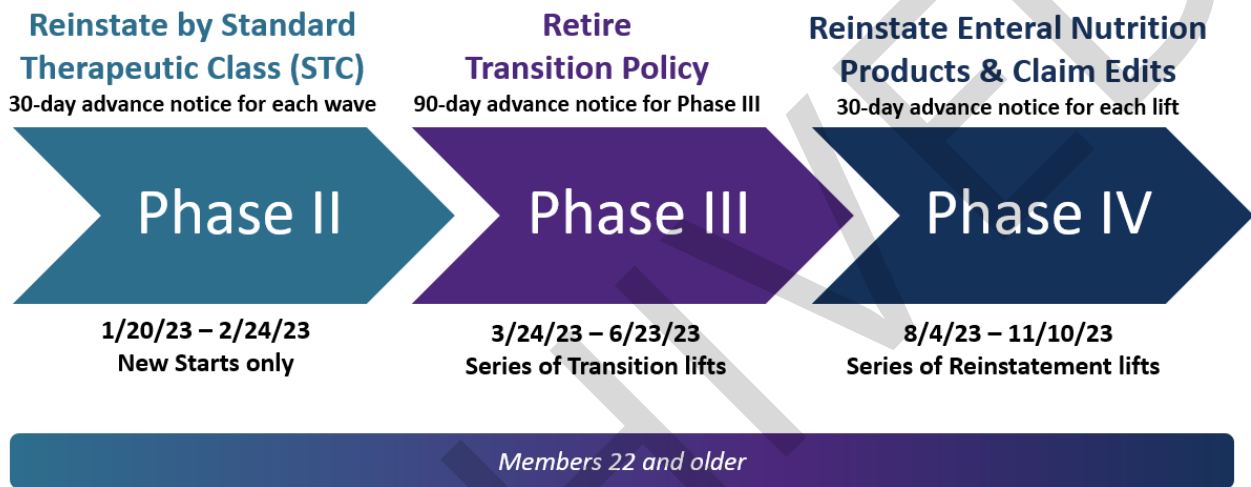 Reinstate by Standard
Therapeutic Class (STC)
30-day advance notice for each wave
Phase II
1/20/23 – 2/24/23
New Starts only
Retire
Transition Policy
90-day advance notice for Phase III
Phase III
3/24/23 – 6/23/23
Series of Transition lifts
Reinstate Enteral Nutrition
Products & Claim Edits
30-day advance notice for each lift
Phase IV
8/4/23 – 11/10/23
Series of Reinstatement lifts
Members 22 and older
HIVED